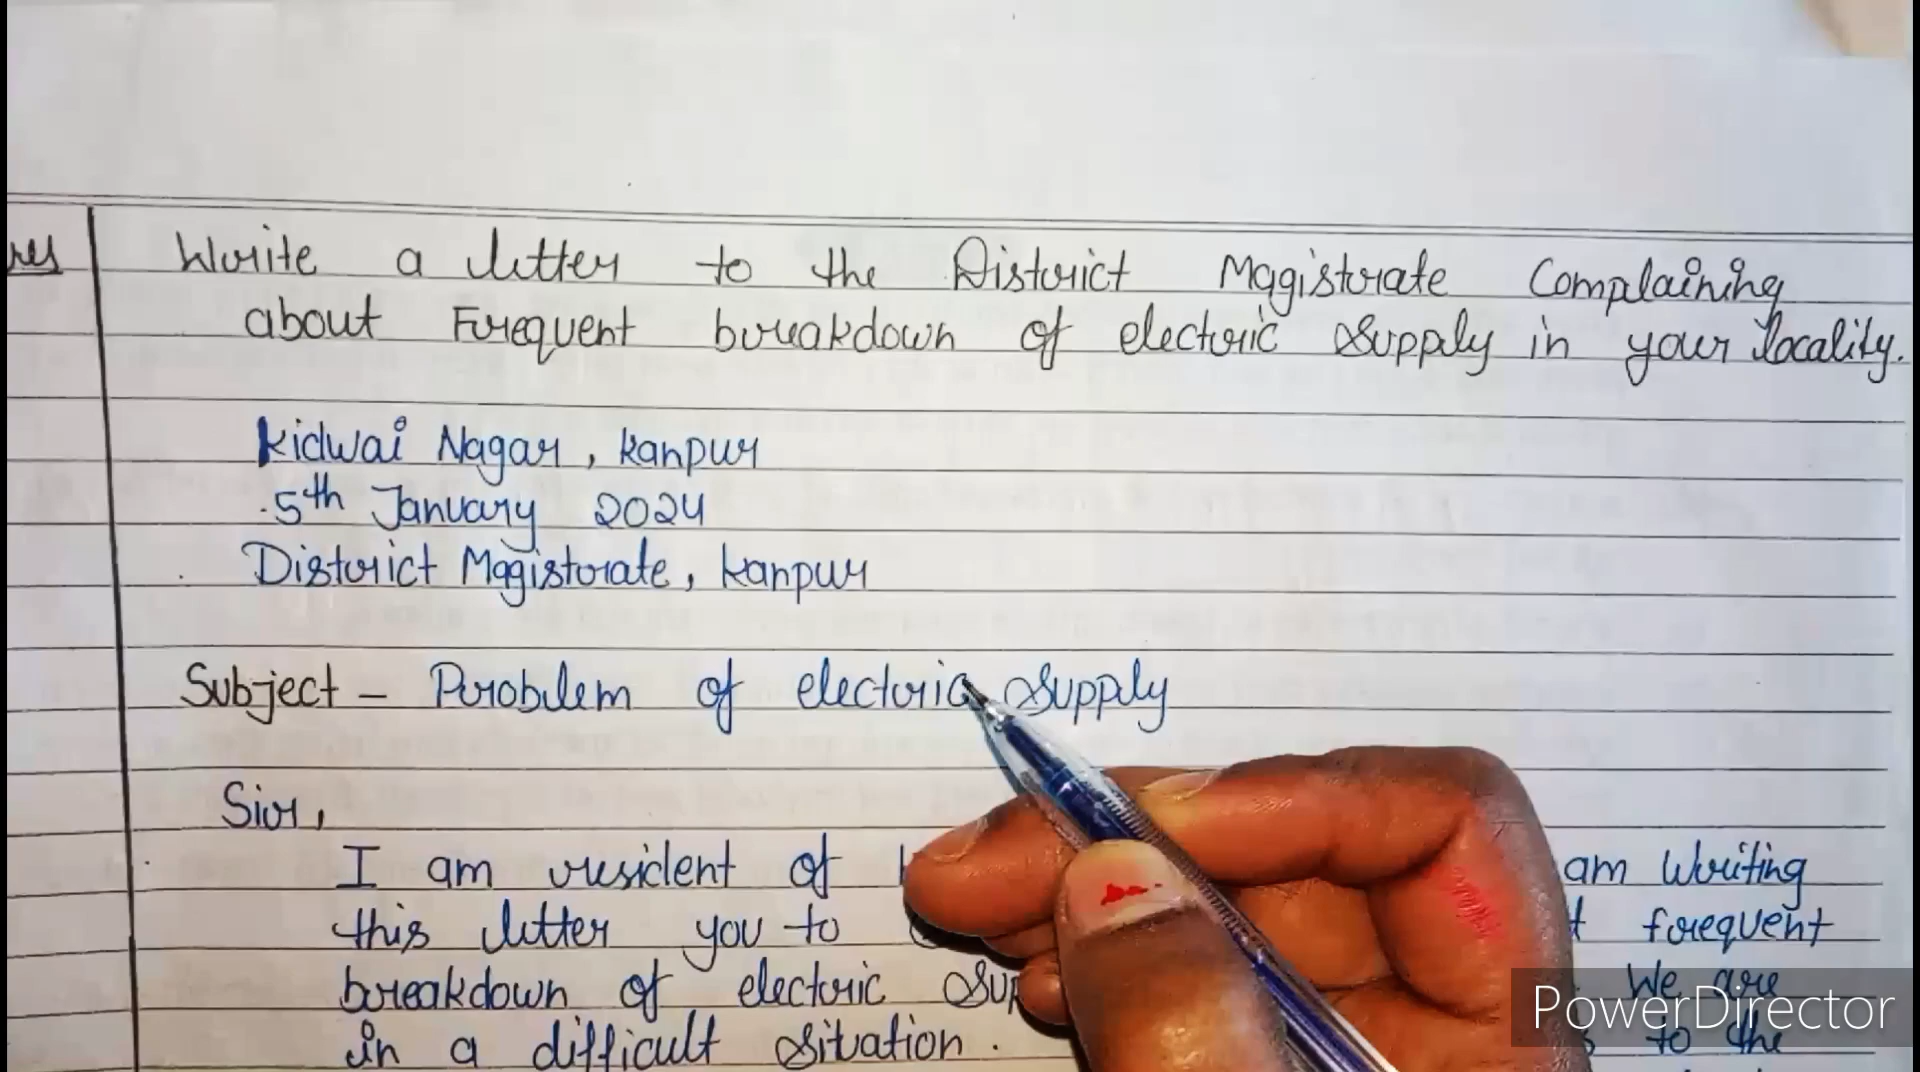 Write a letter to the District Magistrate Complaining
about Frequent breakdown of electric Supply in your locality.
Kidwai Nagar, Kanpur
5th January 2024
District Magistrate, Kanpur
Subject - Problem of electric Supply
Sir,
I am resident of am Writing
this letter you to frequent
breakdown of electric We are
in a difficult situation. to the
PowerDirector